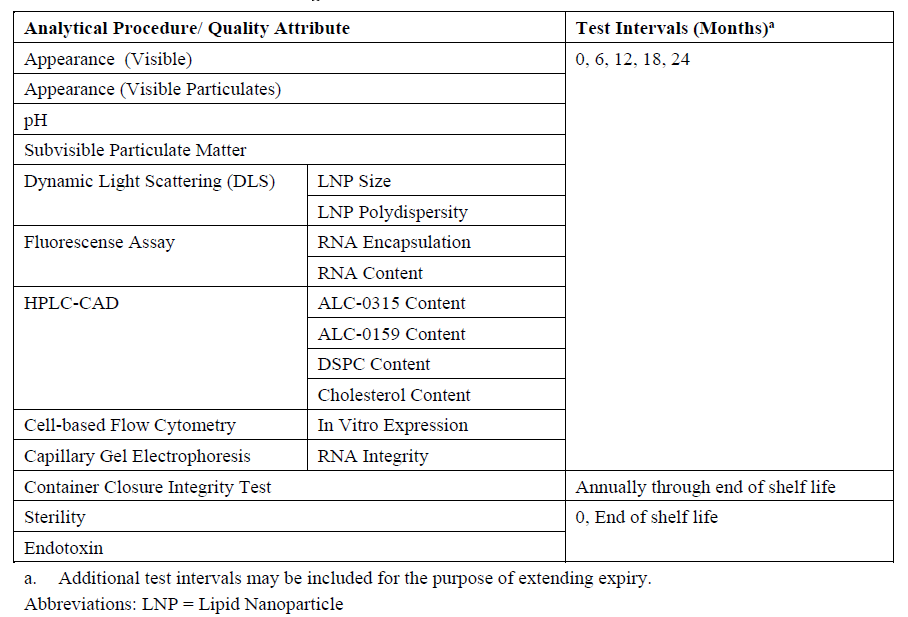 Analytical Procedure/ Quality Attribute Test Intervals (Months)a
Appearance (Visible) 0, 6, 12, 18, 24
Appearance (Visible Particulates)
pH
Subvisible Particulate Matter
Dynamic Light Scattering (DLS) LNP Size
LNP Polydispersity
Fluorescense Assay RNA Encapsulation
RNA Content
HPLC-CAD ALC-0315 Content
ALC-0159 Content
DSPC Content
Cholesterol Content
Cell-based Flow Cytometry In Vitro Expression
Capillary Gel Electrophoresis RNA Integrity
Container Closure Integrity Test Annually through end of shelf life
Sterility 0, End of shelf life
Endotoxin
a. Additional test intervals may be included for the purpose of extending expiry.
Abbreviations: LNP = Lipid Nanoparticle